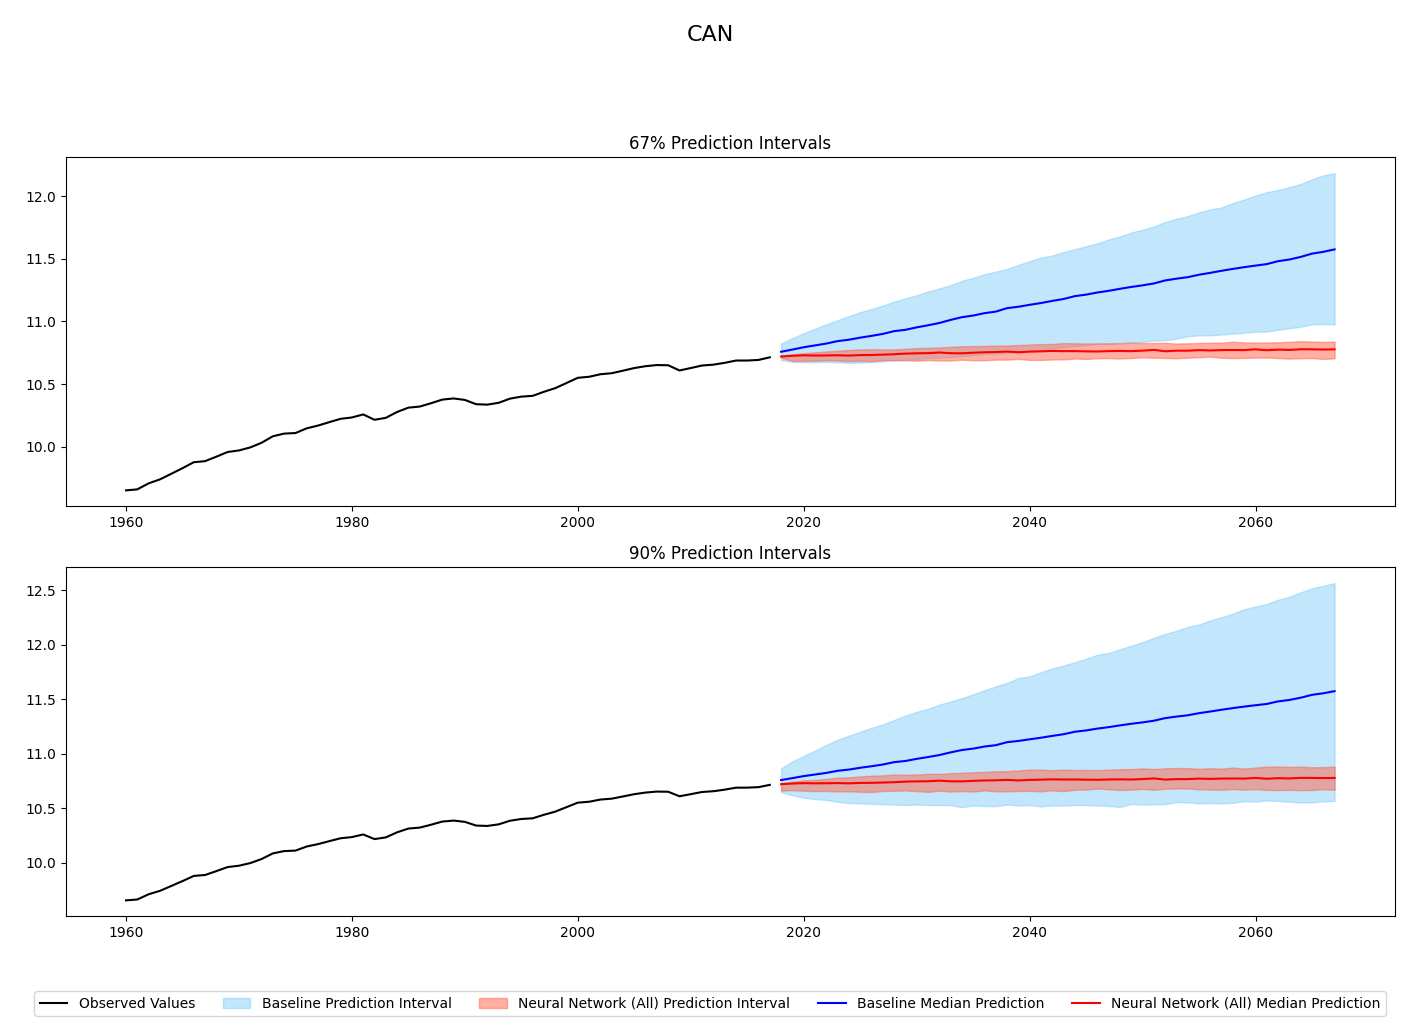 CAN
67% Prediction Intervals
12.0
11.5
11.0
10.5
10.0
1960 1980 2000 2020 2040 2060
90% Prediction Intervals
12.5
12.0
11.5
11.0
10.5
10.0
1960 1980 2000 2020 2040 2060
Observed Values Baseline Prediction Interval Neural Network (All) Prediction Interval Baseline Median Prediction Neural Network (All) Median Prediction